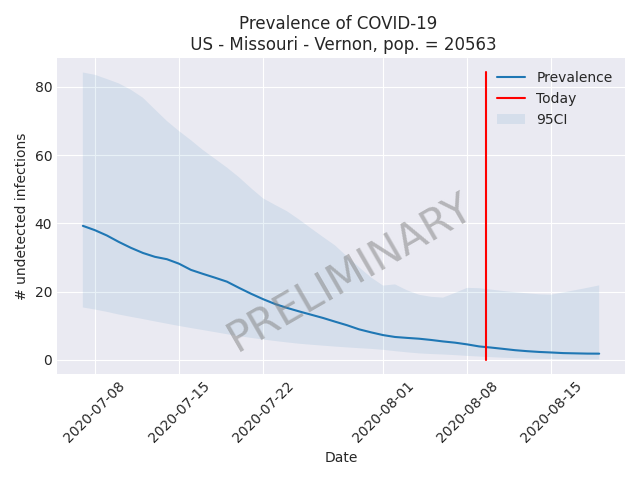 Prevalence of COVID-19
US - Missouri - Vernon, pop. = 20563
Prevalence
Today
95CI
PRELIMINARY
# undetected infections
80
60
40
20
0
2020-07-08
2020-07-15
2020-07-22
2020-08-01
2020-08-08
2020-08-15
Date